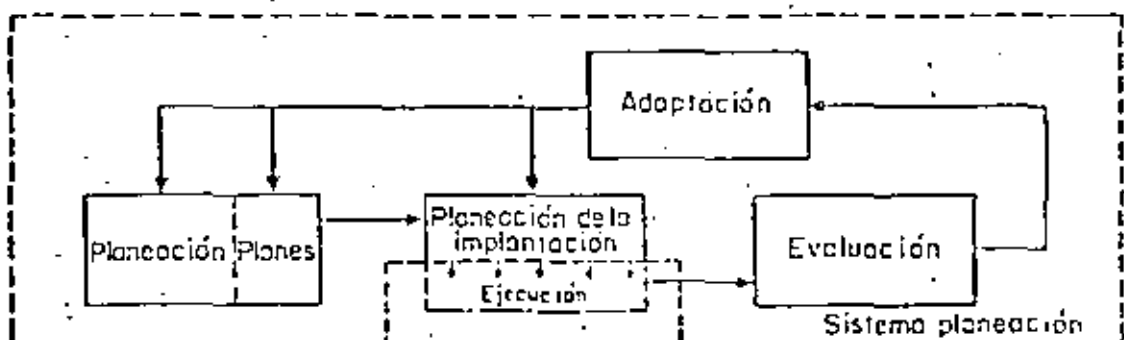 Adaptación
Planeación
Planes
Planeación de la
implantación
Ejecución
Evaluación
Sistema planeación